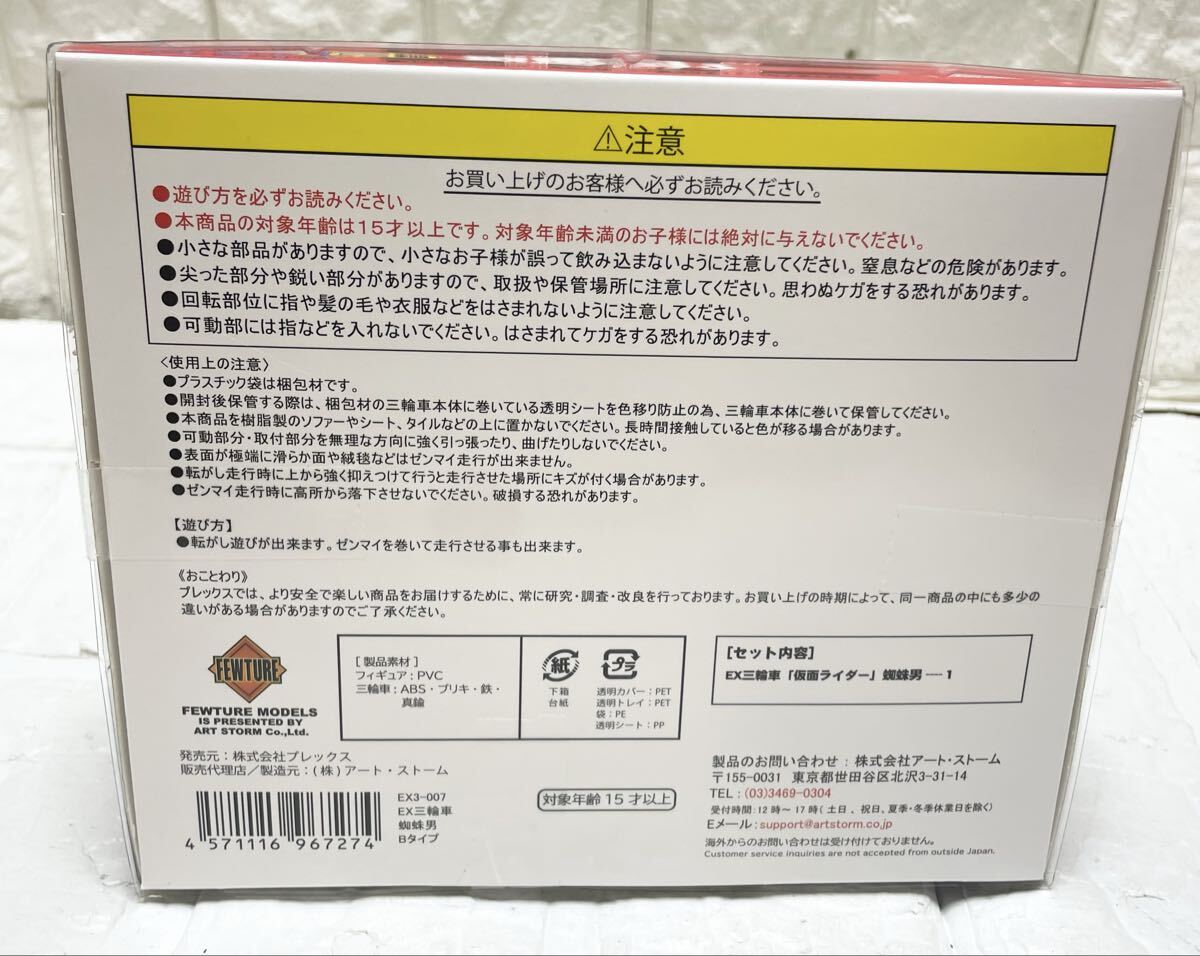 ⚠注意
お買い上げのお客様へ必ずお読みください。
●遊び方を必ずお読みください。
●本商品の対象年齢は15才以上です。対象年齢未満のお子様には絶対に与えないでください。
●小さな部品がありますので、小さなお子様が誤って飲み込まないように注意してください。窒息などの危険があります。
●尖った部分や鋭い部分がありますので、取扱や保管場所に注意してください。思わぬケガをする恐れがあります。
●回転部位に指や髪の毛や衣服などをはさまれないように注意してください。
●可動部には指などを入れないでください。はさまれてケガをする恐れがあります。
〈使用上の注意〉
●プラスチック袋は梱包材です。
●開封後保管する際は、梱包材の三輪車本体に巻いている透明シートを色移り防止の為、三輪車本体に巻いて保管してください。
●本商品を樹脂製のソファーやシート、タイルなどの上に置かないでください。長時間接触していると色が移る場合があります。
●可動部分・取付部分を無理な方向に強く引っ張ったり、曲げたりしないでください。
●表面が極端に滑らか面や絨毯などはゼンマイ走行が出来ません。
●転がし走行時に上から強く抑えつけて行うと走行させた場所にキズが付く場合があります。
●ゼンマイ走行時に高所から落下させないでください。破損する恐れがあります。
【遊び方】
●転がし遊びが出来ます。ゼンマイを巻いて走行させる事も出来ます。
《おことわり》
プレックスでは、より安全で楽しい商品をお届けするために、常に研究・調査・改良を行っております。お買い上げの時期によって、同一商品の中にも多少の
違いがある場合がありますのでご了承ください。
FEWTURE
FEWTURE MODELS
IS PRESENTED BY
ART STORM Co.,Ltd.
[製品素材]
フィギュア：PVC
三輪車：ABS・ブリキ・鉄・
真鍮
紙
下箱
台紙
プラ
透明カバー：PET
透明トレイ：PET
袋：PE
透明シート：PP
[セット内容]
EX三輪車「仮面ライダー」蜘蛛男----1
発売元：株式会社プレックス
販売代理店／製造元：(株)アート・ストーム
4 571116 967274
EX3-007
EX三輪車
蜘蛛男
Bタイプ
対象年齢15才以上
製品のお問い合わせ：株式会社アート・ストーム
〒155-0031 東京都世田谷区北沢3-31-14
TEL：(03)3469-0304
受付時間：12時～17時(土日、祝日、夏季・冬季休業日を除く)
Eメール：support@artstorm.co.jp
海外からのお問い合わせは受け付けておりません。
Customer service inquiries are not accepted from outside Japan.